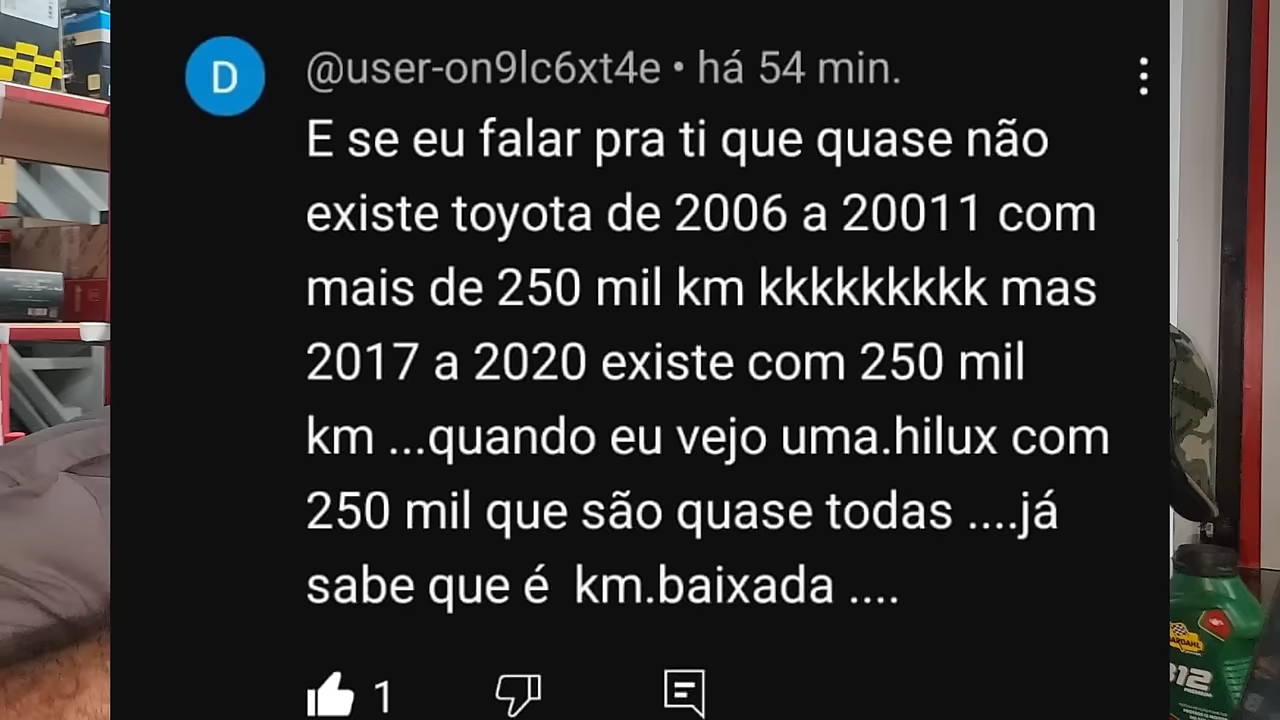 D
@user-on9lc6xt4e • há 54 min.
E se eu falar pra ti que quase não
existe toyota de 2006 a 20011 com
mais de 250 mil km kkkkkkkkk mas
2017 a 2020 existe com 250 mil
km ...quando eu vejo uma.hilux com
250 mil que são quase todas ....já
sabe que é  km.baixada ....
1
BARDAHL
B12